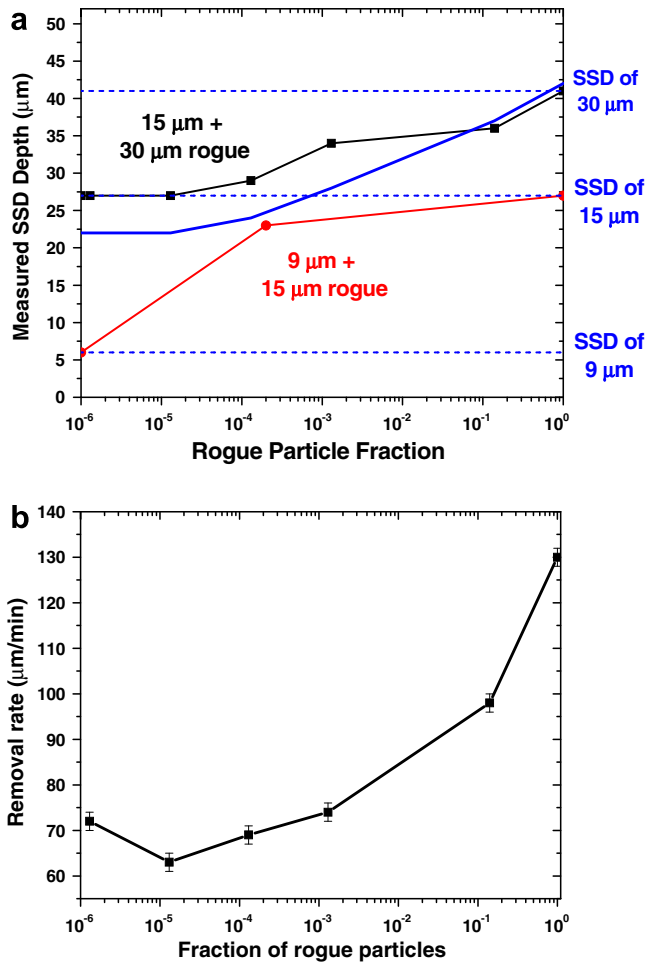 a
50
45
40
35
30
25
20
15
10
5
0
Measured SSD Depth (μm)
15 μm +
30 μm rogue
9 μm +
15 μm rogue
SSD of
30 μm
SSD of
15 μm
SSD of
9 μm
10⁻⁶ 10⁻⁵ 10⁻⁴ 10⁻³ 10⁻² 10⁻¹ 10⁰
Rogue Particle Fraction
b
140
130
120
110
100
90
80
70
60
Removal rate (μm/min)
10⁻⁶ 10⁻⁵ 10⁻⁴ 10⁻³ 10⁻² 10⁻¹ 10⁰
Fraction of rogue particles